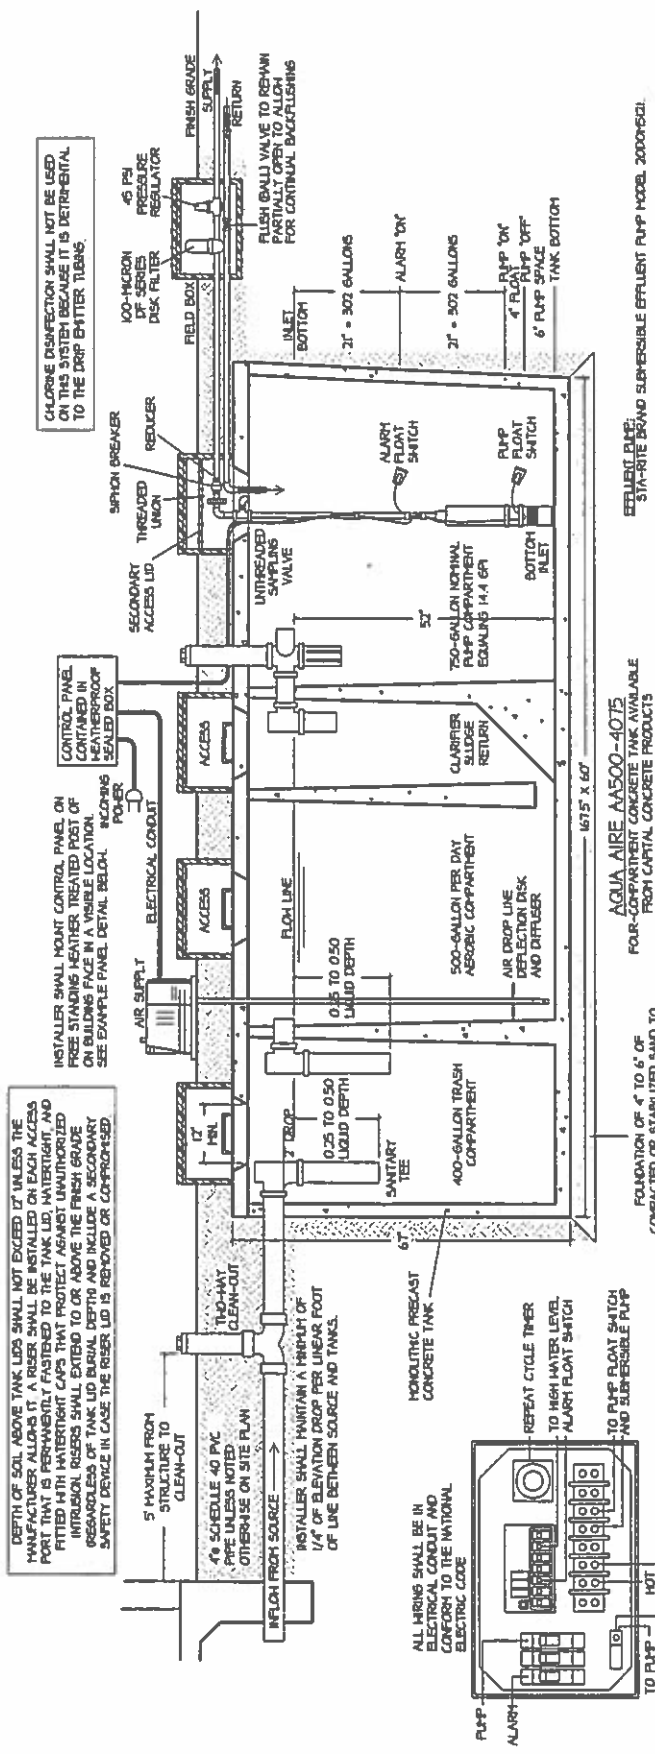 DEPTH OF SOIL ABOVE TANK LIDS SHALL NOT EXCEED 12" UNLESS THE
MANUFACTURER ALLOWS IT. A RISER SHALL BE INSTALLED ON EACH ACCESS
PORT THAT IS PERMANENTLY FASTENED TO THE TANK LID, WATERTIGHT, AND
FITTED WITH WATERTIGHT CAPS THAT PROTECT AGAINST UNAUTHORIZED
INTRUSION. RISERS SHALL EXTEND TO OR ABOVE THE FINISH GRADE
(REGARDLESS OF TANK LID BURIAL DEPTH) AND INCLUDE A SECONDARY
SAFETY DEVICE IN CASE THE RISER LID IS REMOVED OR COMPROMISED.
5' MAXIMUM FROM
STRUCTURE TO
CLEAN-OUT
4"ø SCHEDULE 40 PVC
PIPE UNLESS NOTED
OTHERWISE ON SITE PLAN
TWO-WAY
CLEAN-OUT
INFLOW FROM SOURCE
INSTALLER SHALL MAINTAIN A MINIMUM OF
1/4" OF ELEVATION DROP PER LINEAR FOOT
OF LINE BETWEEN SOURCE AND TANKS.
INSTALLER SHALL MOUNT CONTROL PANEL ON
FREE STANDING WEATHER TREATED POST OF
ON BUILDING FACE IN A VISIBLE LOCATION.
SEE EXAMPLE PANEL DETAIL BELOW.
INCOMING
POWER
ELECTRICAL CONDUIT
AIR SUPPLY
CONTROL PANEL
CONTAINED IN
WEATHERPROOF
SEALED BOX
CHLORINE DISINFECTION SHALL NOT BE USED
ON THIS SYSTEM BECAUSE IT IS DETRIMENTAL
TO THE DRIP EMITTER TUBING.
SECONDARY
ACCESS LID
THREADED
UNION
SIPHON BREAKER
REDUCER
FIELD BOX
100-MICRON
DF SERIES
DISK FILTER
45 PSI
PRESSURE
REGULATOR
FINISH GRADE
SUPPLY
RETURN
FLUSH (BALL) VALVE TO REMAIN
PARTIALLY OPEN TO ALLOW
FOR CONTINUAL BACKFLUSHING
12"
MIN.
ACCESS
ACCESS
2" DROP
0.25 TO 0.50
LIQUID DEPTH
SANITARY
TEE
0.25 TO 0.50
LIQUID DEPTH
FLOW LINE
400-GALLON TRASH
COMPARTMENT
500-GALLON PER DAY
AEROBIC COMPARTMENT
AIR DROP LINE
DEFLECTION DISK
AND DIFFUSER
CLARIFIER
SLUDGE
RETURN
UNTHREADED
SAMPLING
VALVE
52"
750-GALLON NOMINAL
PUMP COMPARTMENT
EQUALING 14.4 GPI
BOTTOM
INLET
ALARM
FLOAT
SWITCH
PUMP
FLOAT
SWITCH
INLET
BOTTOM
21" = 302 GALLONS
ALARM "ON"
21" = 302 GALLONS
PUMP "ON"
4" FLOAT
PUMP "OFF"
6" PUMP SPACE
TANK BOTTOM
67"
MONOLITHIC PRECAST
CONCRETE TANK
167.5" X 60"
AQUA AIRE AA500-4075
FOUR-COMPARTMENT CONCRETE TANK AVAILABLE
FROM CAPITAL CONCRETE PRODUCTS
EFFLUENT PUMP:
STA-RITE BRAND SUBMERSIBLE EFFLUENT PUMP MODEL
FOUNDATION OF 4" TO 6" OF
COMPACTED OR STABILIZED SAND TO
ALL WIRING SHALL BE IN
ELECTRICAL CONDUIT AND
CONFORM TO THE NATIONAL
ELECTRIC CODE
PUMP
ALARM
REPEAT CYCLE TIMER
TO HIGH WATER LEVEL
ALARM FLOAT SWITCH
TO PUMP FLOAT SWITCH
AND SUBMERSIBLE PUMP
TO PUMP
HOT